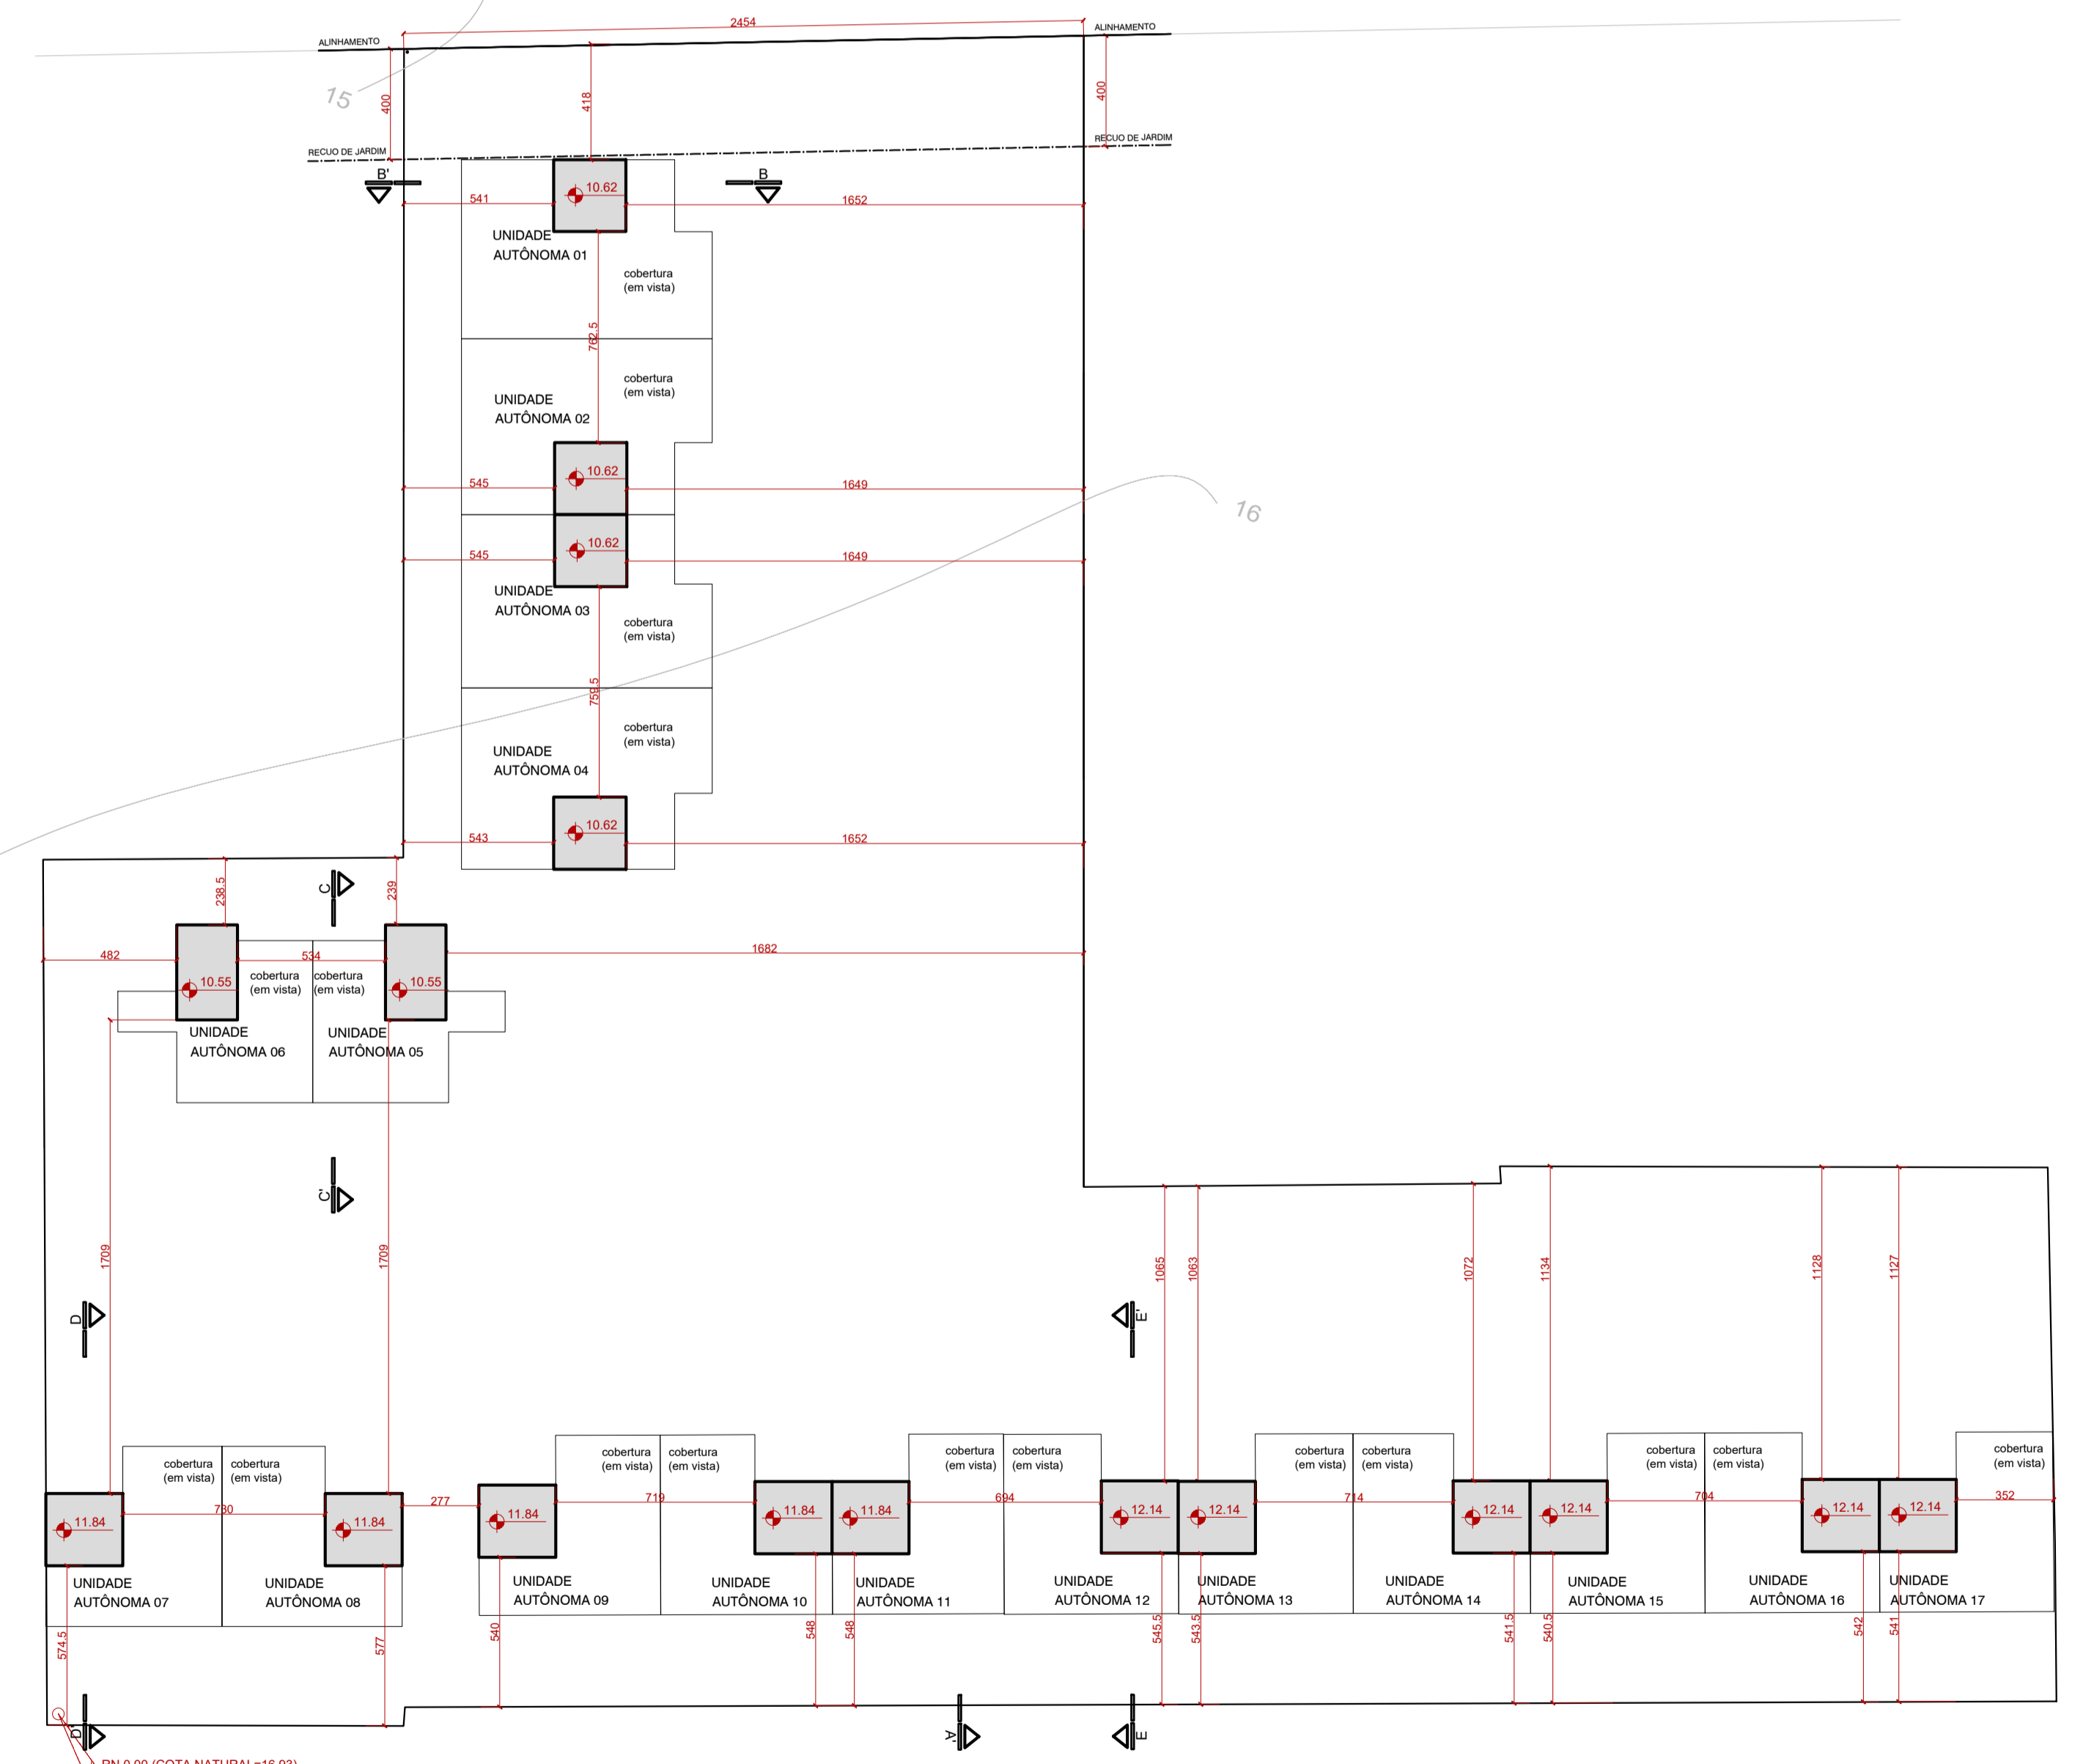 2454
ALINHAMENTO
ALINHAMENTO
15
400
418
400
RECUO DE JARDIM
RECUO DE JARDIM
B'
B
10.62
541
1652
UNIDADE
AUTÔNOMA 01
cobertura
(em vista)
762.5
cobertura
(em vista)
UNIDADE
AUTÔNOMA 02
10.62
545
1649
16
10.62
545
1649
UNIDADE
AUTÔNOMA 03
cobertura
(em vista)
759.5
cobertura
(em vista)
UNIDADE
AUTÔNOMA 04
10.62
543
1652
238.5
C
239
482
534
1682
10.55
cobertura
(em vista)
cobertura
(em vista)
10.55
UNIDADE
AUTÔNOMA 06
UNIDADE
AUTÔNOMA 05
C'
1709
1709
1065
1063
1072
1134
1128
1127
D
E'
cobertura
(em vista)
cobertura
(em vista)
cobertura
(em vista)
cobertura
(em vista)
cobertura
(em vista)
cobertura
(em vista)
cobertura
(em vista)
cobertura
(em vista)
cobertura
(em vista)
cobertura
(em vista)
cobertura
(em vista)
730
277
719
694
714
704
352
11.84
11.84
11.84
11.84
11.84
12.14
12.14
12.14
12.14
12.14
12.14
UNIDADE
AUTÔNOMA 07
UNIDADE
AUTÔNOMA 08
UNIDADE
AUTÔNOMA 09
UNIDADE
AUTÔNOMA 10
UNIDADE
AUTÔNOMA 11
UNIDADE
AUTÔNOMA 12
UNIDADE
AUTÔNOMA 13
UNIDADE
AUTÔNOMA 14
UNIDADE
AUTÔNOMA 15
UNIDADE
AUTÔNOMA 16
UNIDADE
AUTÔNOMA 17
574.5
577
540
548
548
545.5
543.5
541.5
540.5
542
541
D'
A'
E
RN 0.00 (COTA NATURAL=16.93)